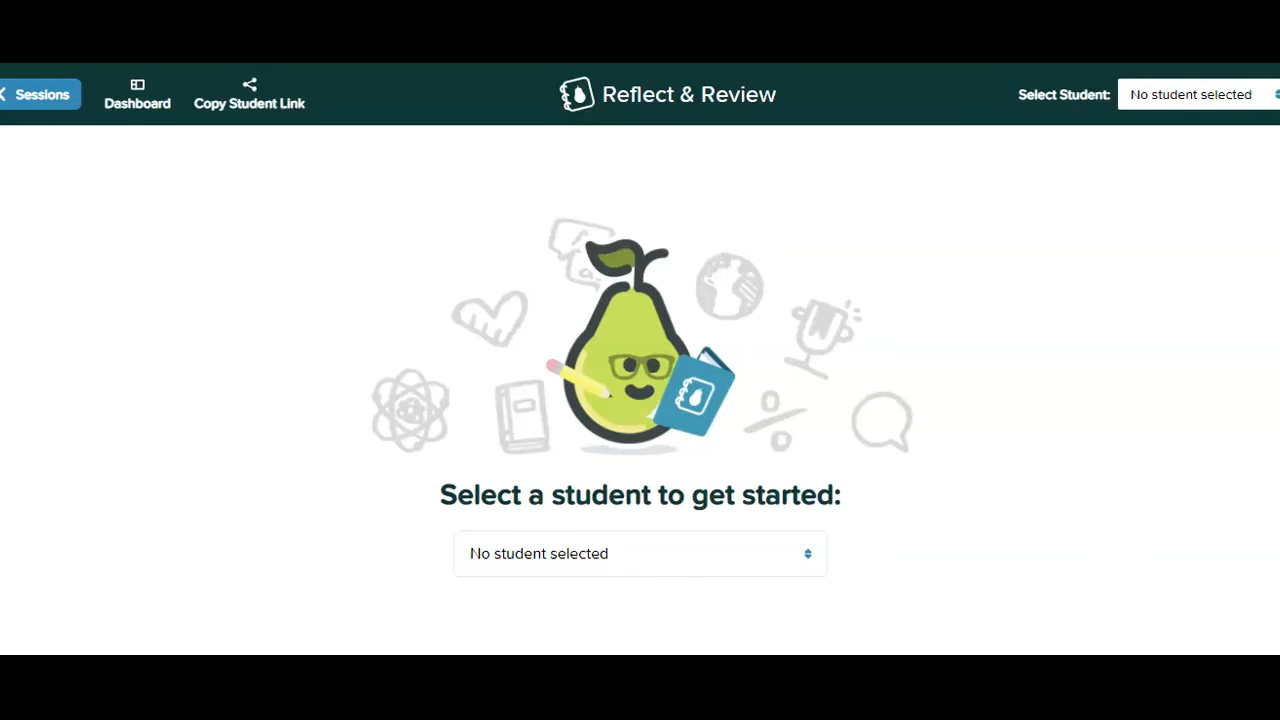 Sessions
Dashboard
Copy Student Link
Reflect & Review
Select Student:
No student selected
Select a student to get started:
No student selected